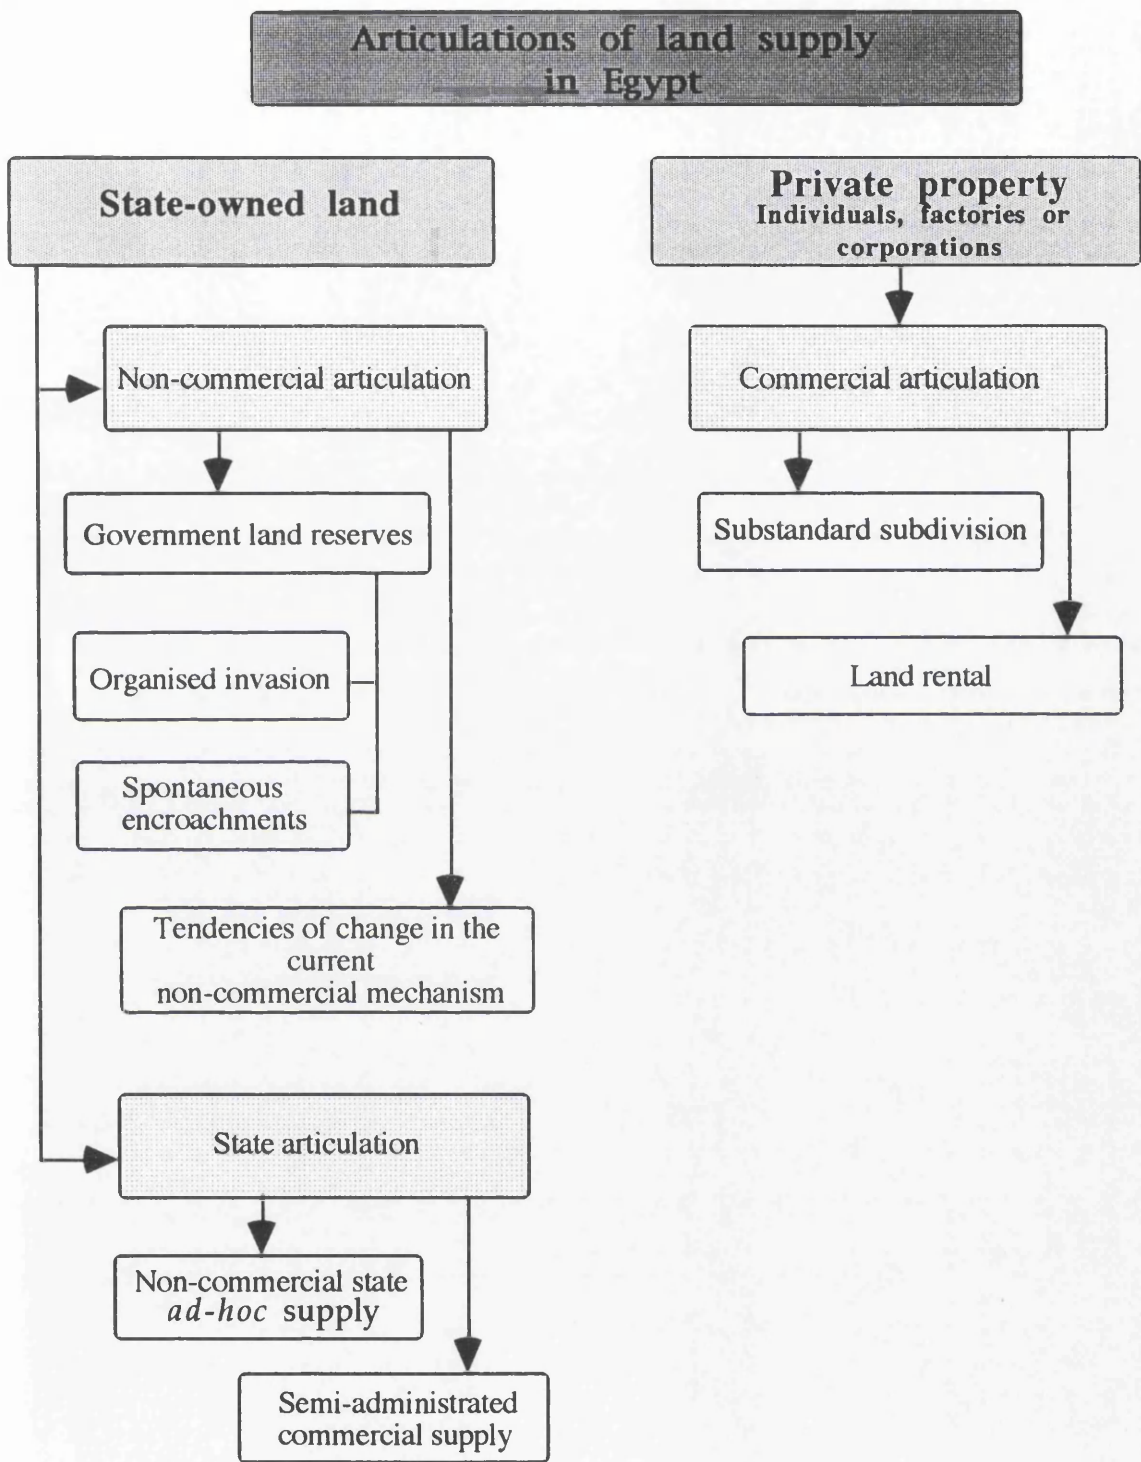 Articulations of land supply
in Egypt
State-owned land
Private property
Individuals, factories or
corporations
Non-commercial articulation
Commercial articulation
Government land reserves
Substandard subdivision
Organised invasion
Land rental
Spontaneous
encroachments
Tendencies of change in the
current
non-commercial mechanism
State articulation
Non-commercial state
ad-hoc supply
Semi-administrated
commercial supply